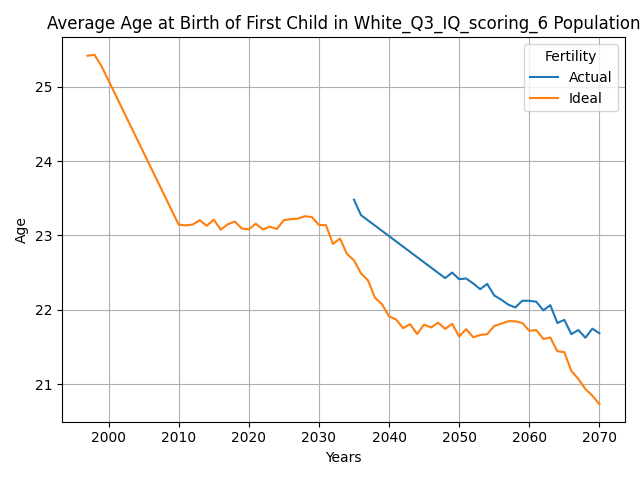 Average Age at Birth of First Child in White_Q3_IQ_scoring_6 Population
Fertility
Actual
Ideal
Age
25
24
23
22
21
2000 2010 2020 2030 2040 2050 2060 2070
Years